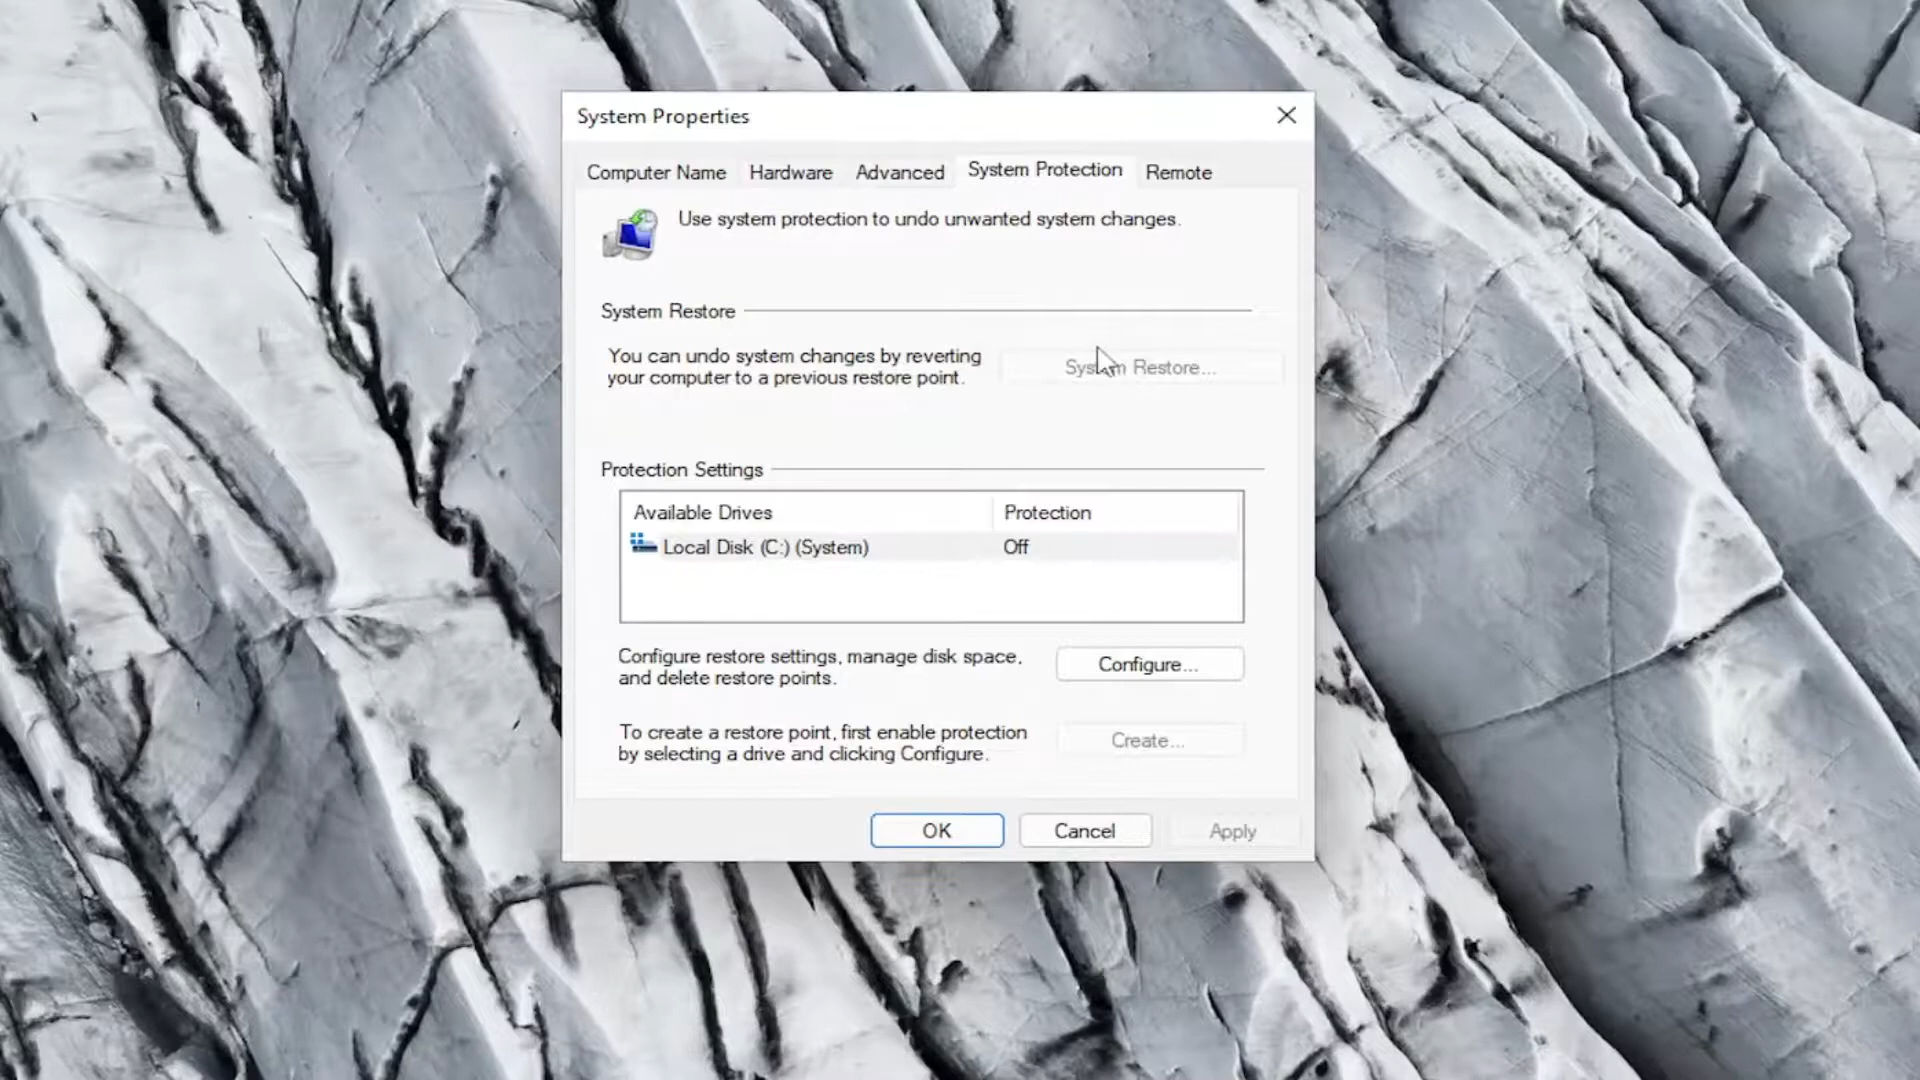 System Properties
Computer Name Hardware Advanced System Protection Remote
Use system protection to undo unwanted system changes.
System Restore
You can undo system changes by reverting
your computer to a previous restore point.
System Restore...
Protection Settings
Available Drives Protection
Local Disk (C:) (System) Off
Configure restore settings, manage disk space,
and delete restore points.
Configure...
To create a restore point, first enable protection
by selecting a drive and clicking Configure.
Create...
OK Cancel Apply